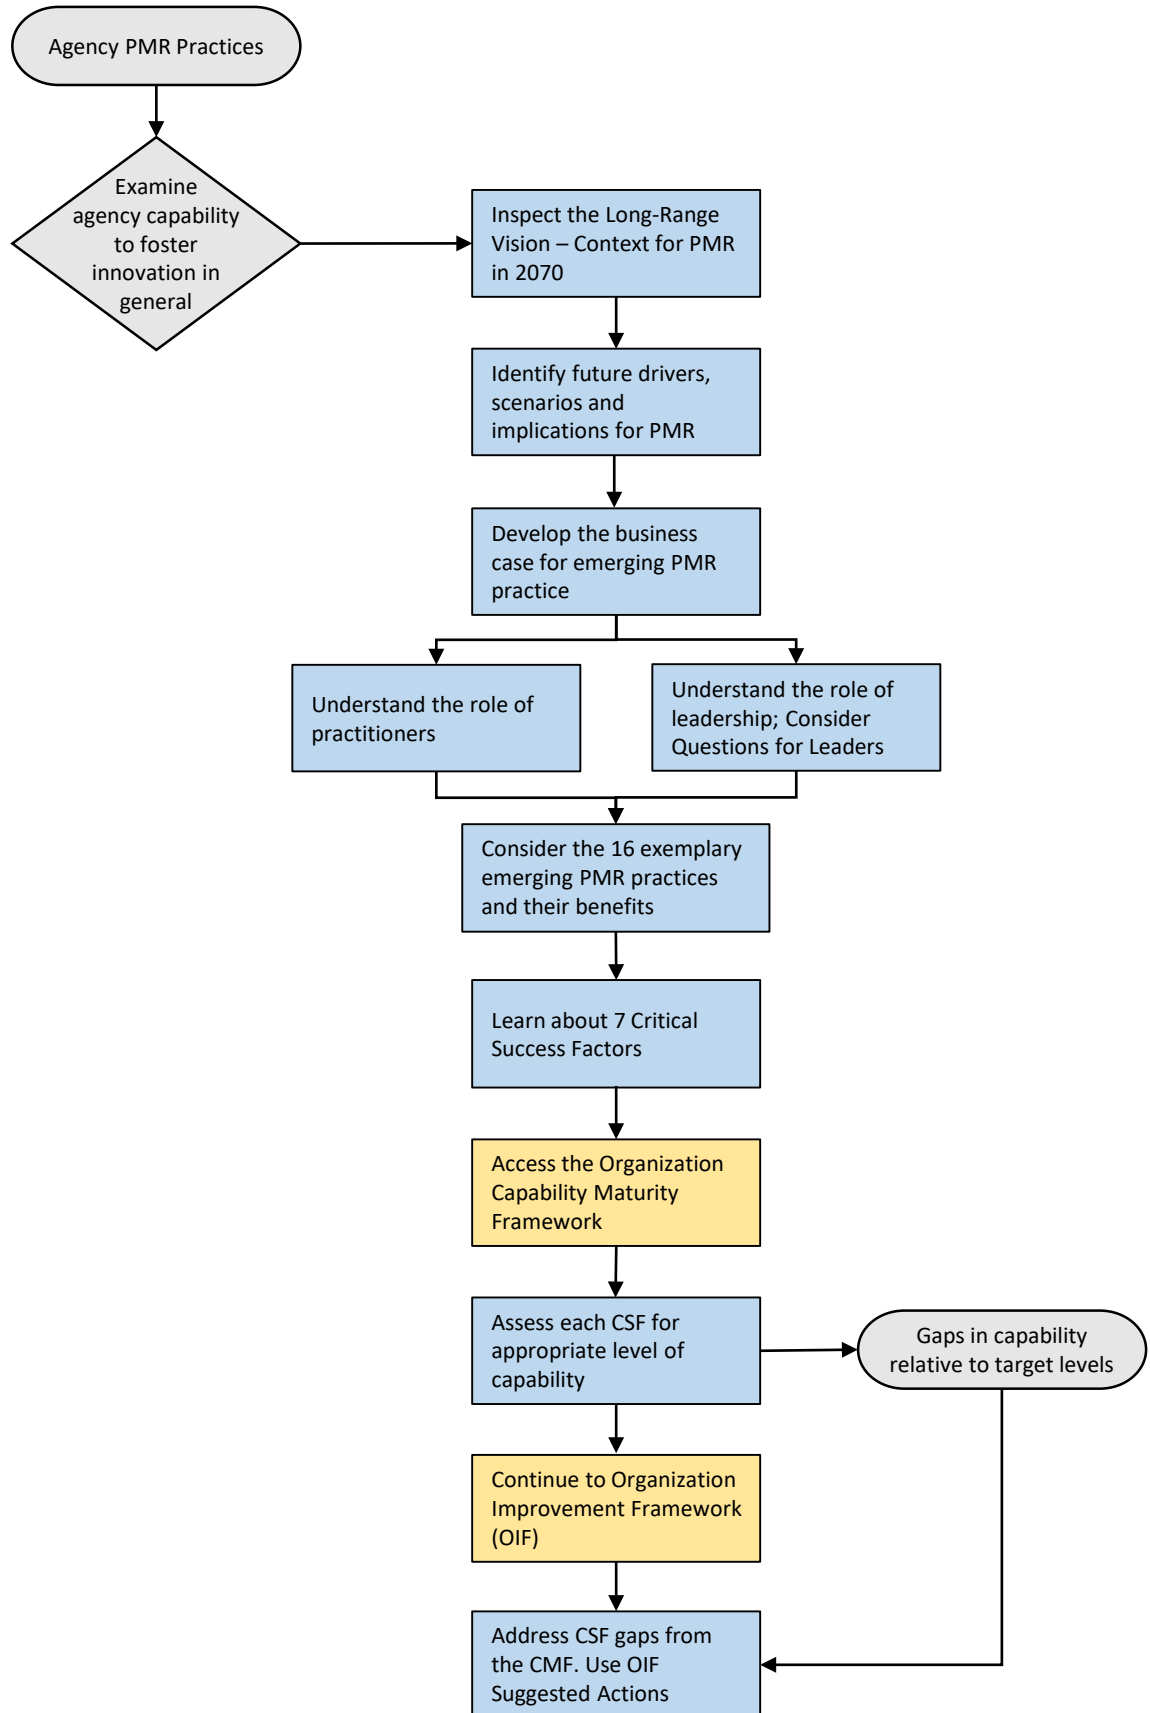 Agency PMR Practices
Examine
agency capability
to foster
innovation in
general
Inspect the Long-Range
Vision – Context for PMR
in 2070
Identify future drivers,
scenarios and
implications for PMR
Develop the business
case for emerging PMR
practice
Understand the role of
practitioners
Understand the role of
leadership; Consider
Questions for Leaders
Consider the 16 exemplary
emerging PMR practices
and their benefits
Learn about 7 Critical
Success Factors
Access the Organization
Capability Maturity
Framework
Assess each CSF for
appropriate level of
capability
Gaps in capability
relative to target levels
Continue to Organization
Improvement Framework
(OIF)
Address CSF gaps from
the CMF. Use OIF
Suggested Actions